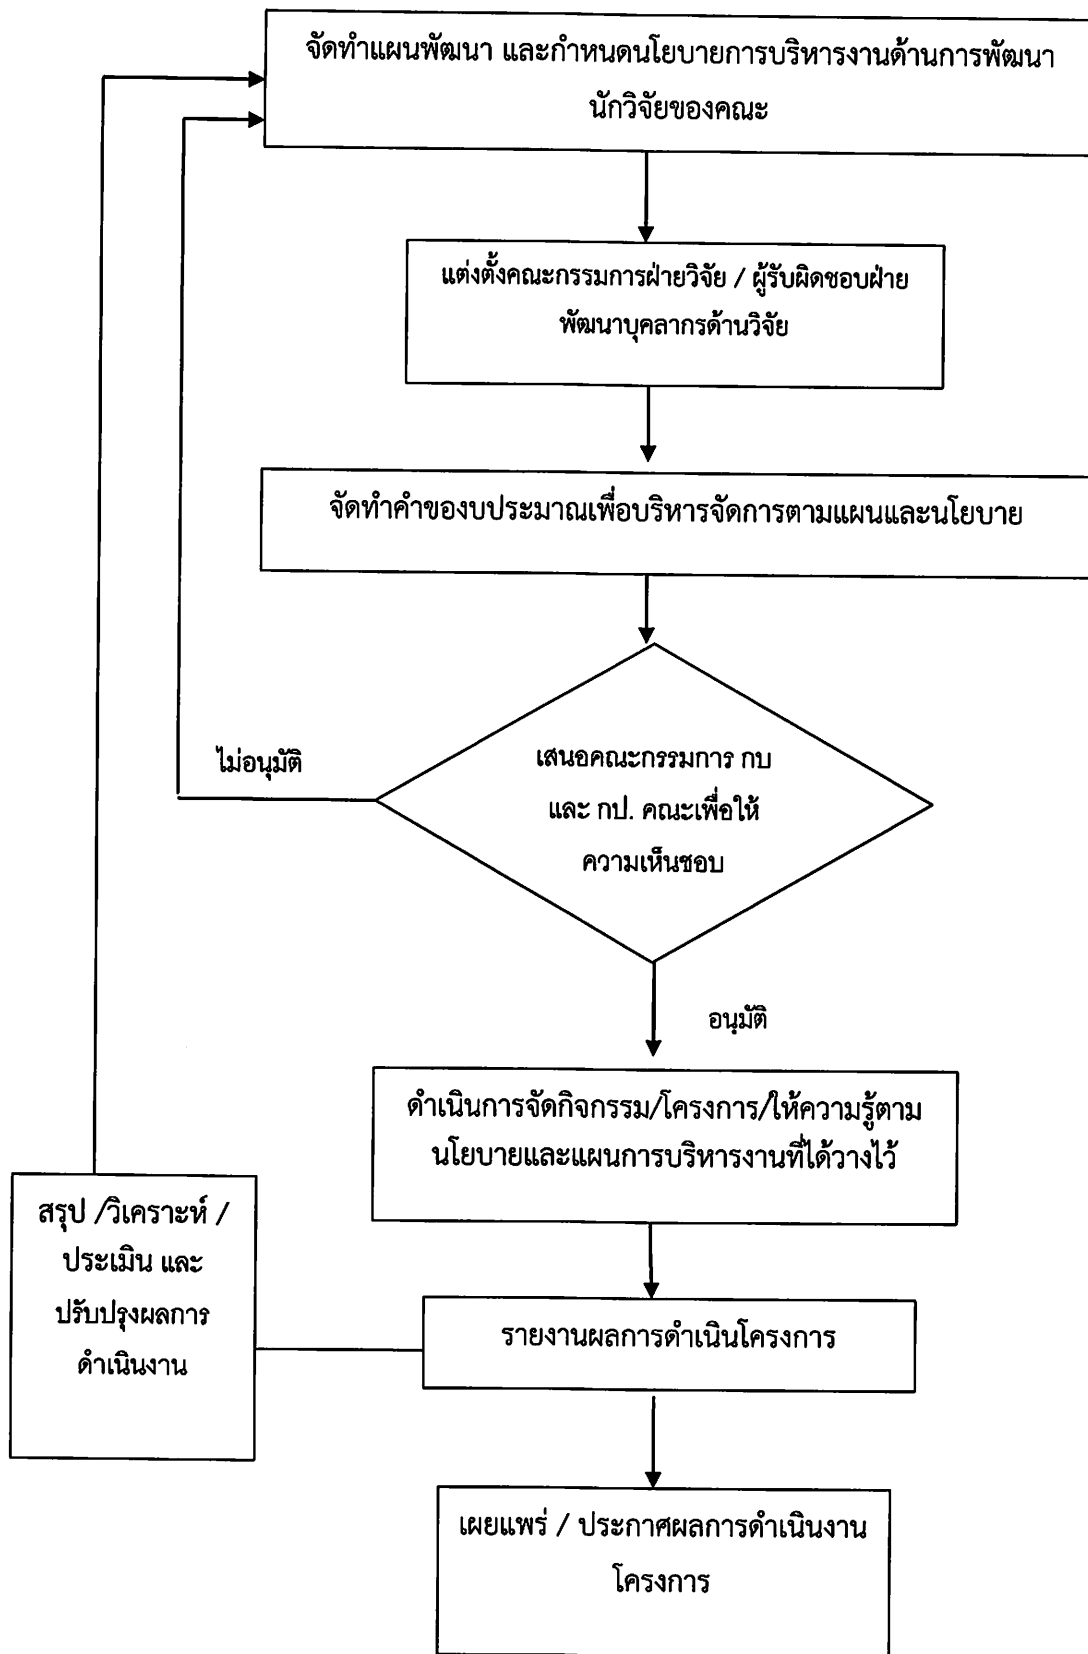 จัดทำแผนพัฒนา และกำหนดนโยบายการบริหารงานด้านการพัฒนา
นักวิจัยของคณะ
แต่งตั้งคณะกรรมการฝ่ายวิจัย / ผู้รับผิดชอบฝ่าย
พัฒนาบุคลากรด้านวิจัย
จัดทำคำของบประมาณเพื่อบริหารจัดการตามแผนและนโยบาย
ไม่อนุมัติ
เสนอคณะกรรมการ กบ
และ กป. คณะเพื่อให้
ความเห็นชอบ
อนุมัติ
ดำเนินการจัดกิจกรรม/โครงการ/ให้ความรู้ตาม
นโยบายและแผนการบริหารงานที่ได้วางไว้
สรุป /วิเคราะห์ /
ประเมิน และ
ปรับปรุงผลการ
ดำเนินงาน
รายงานผลการดำเนินโครงการ
เผยแพร่ / ประกาศผลการดำเนินงาน
โครงการ